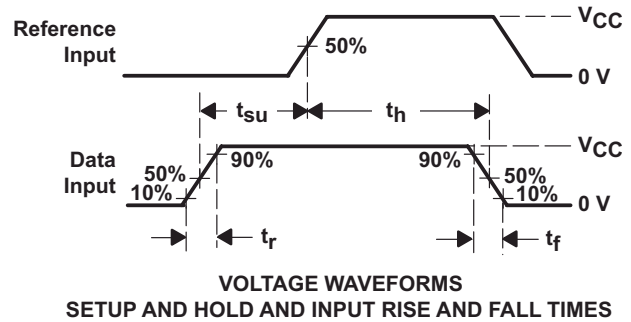 Reference
Input
50%
VCC
0 V
tsu
th
Data
Input
50%
10%
90%
90%
VCC
50%
10%
0 V
tr
tf
VOLTAGE WAVEFORMS
SETUP AND HOLD AND INPUT RISE AND FALL TIMES